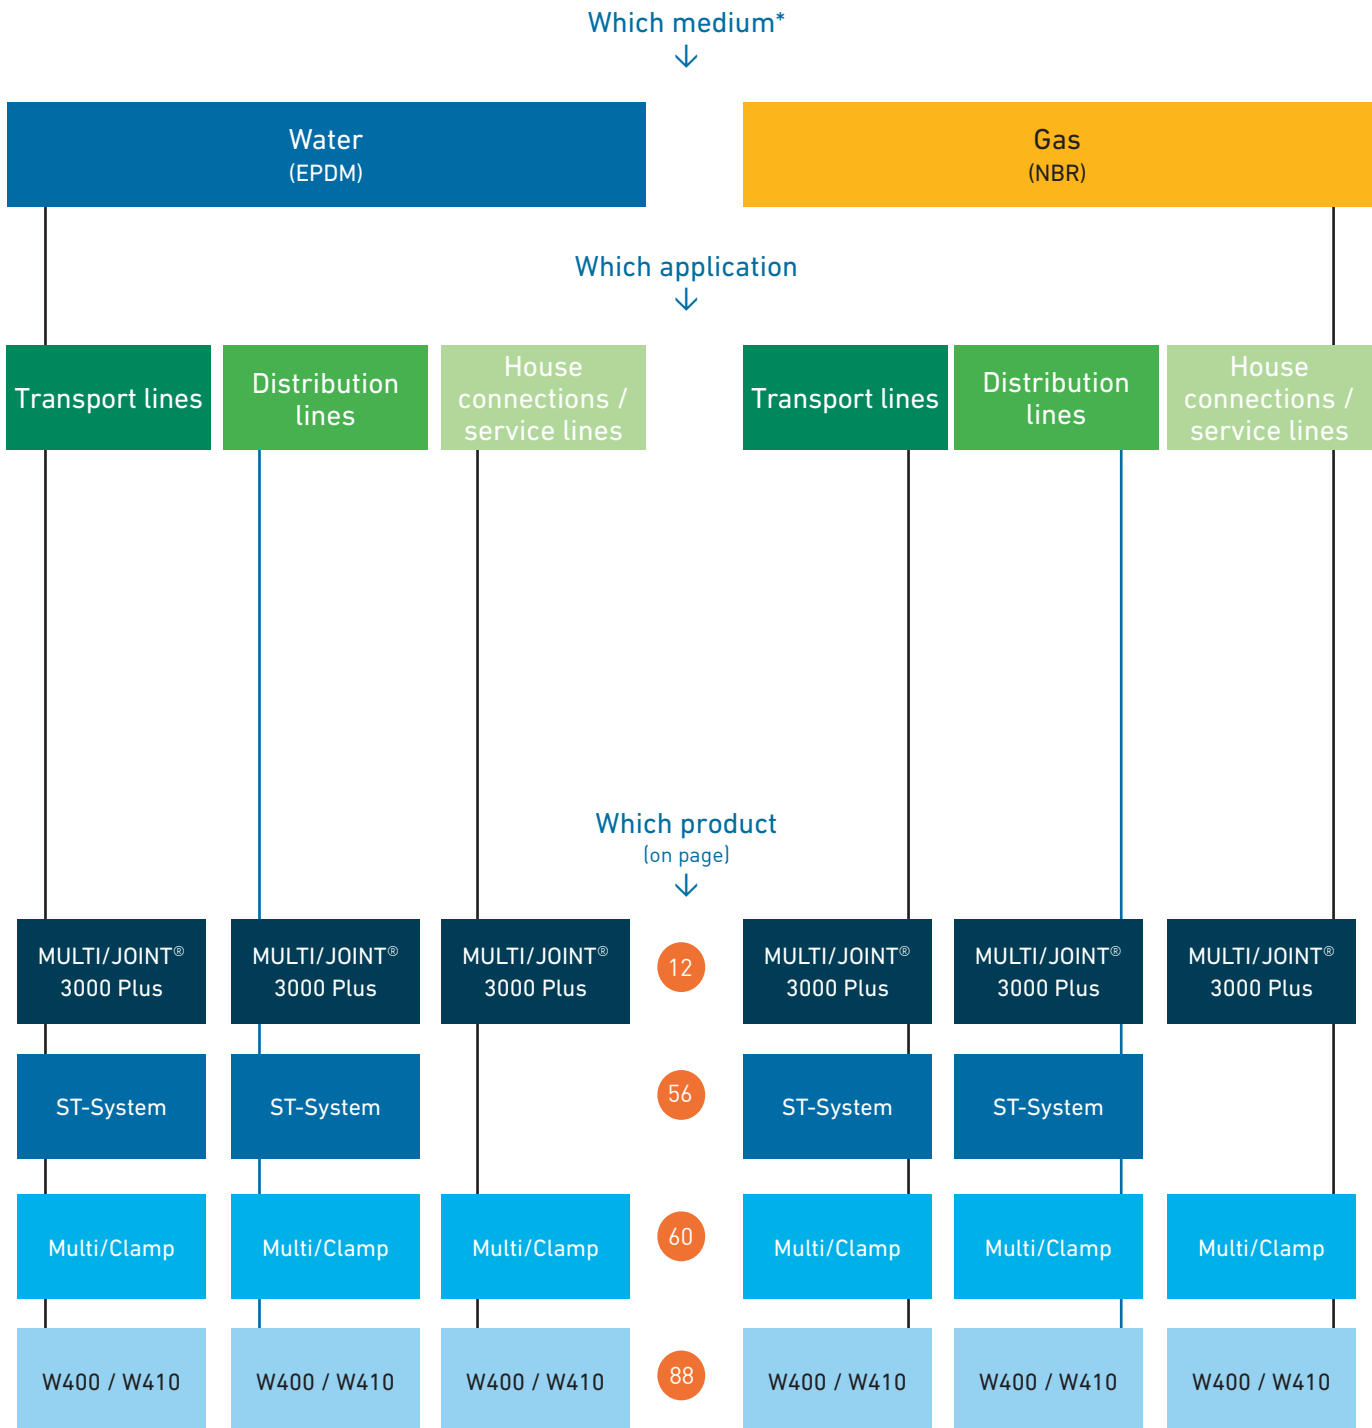 Which medium*
Water
(EPDM)
Gas
(NBR)
Which application
Transport lines
Distribution
lines
House
connections /
service lines
Transport lines
Distribution
lines
House
connections /
service lines
Which product
(on page)
MULTI/JOINT®
3000 Plus
MULTI/JOINT®
3000 Plus
MULTI/JOINT®
3000 Plus
12
MULTI/JOINT®
3000 Plus
MULTI/JOINT®
3000 Plus
MULTI/JOINT®
3000 Plus
ST-System
ST-System
56
ST-System
ST-System
Multi/Clamp
Multi/Clamp
Multi/Clamp
60
Multi/Clamp
Multi/Clamp
Multi/Clamp
W400 / W410
W400 / W410
W400 / W410
88
W400 / W410
W400 / W410
W400 / W410